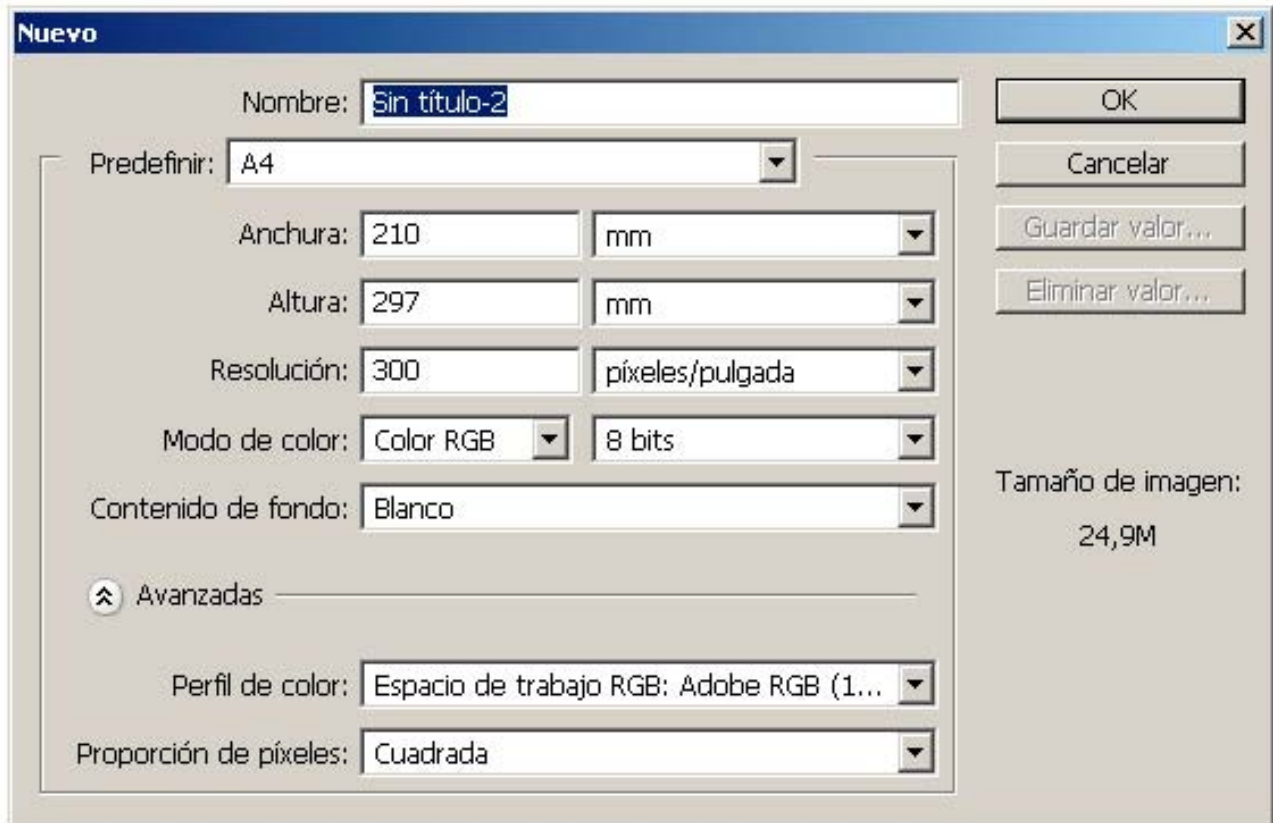 Nuevo
Nombre: Sin título-2
OK
Predefinir: A4
Cancelar
Anchura: 210 mm
Guardar valor...
Altura: 297 mm
Eliminar valor...
Resolución: 300 píxeles/pulgada
Modo de color: Color RGB 8 bits
Contenido de fondo: Blanco
Tamaño de imagen:
24,9M
Avanzadas
Perfil de color: Espacio de trabajo RGB: Adobe RGB (1...
Proporción de píxeles: Cuadrada